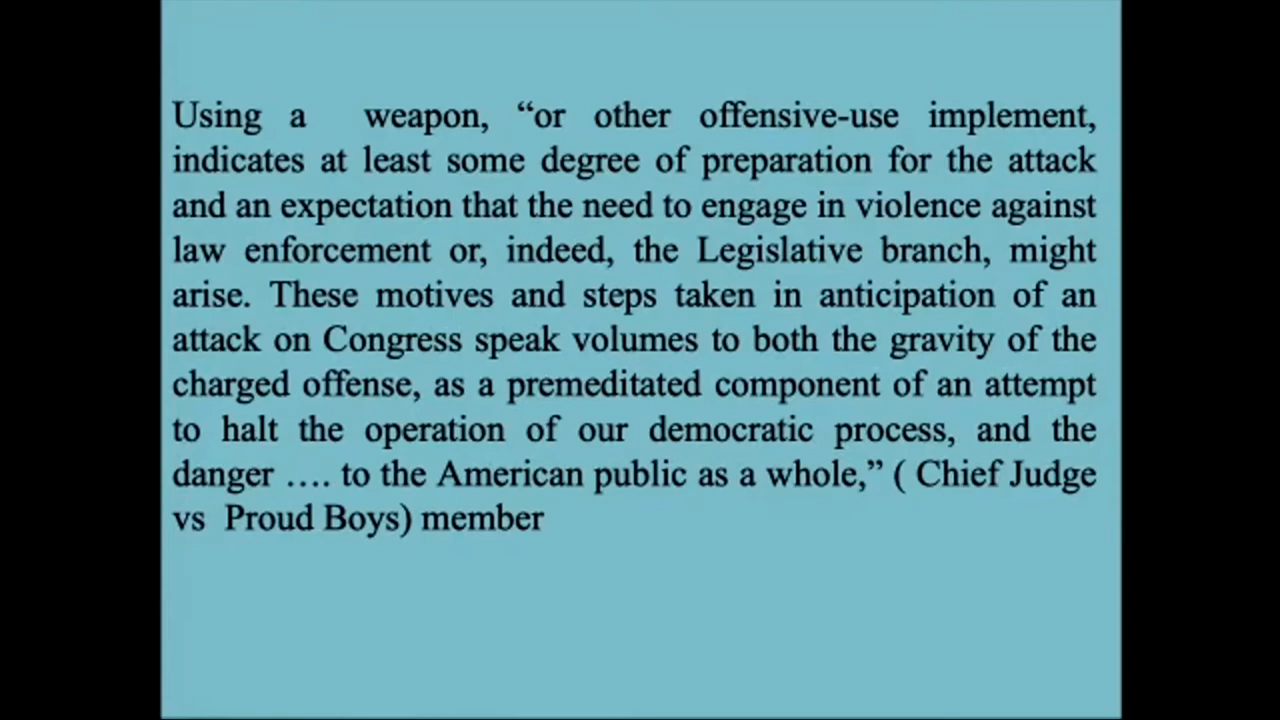 Using a weapon, “or other offensive-use implement,
indicates at least some degree of preparation for the attack
and an expectation that the need to engage in violence against
law enforcement or, indeed, the Legislative branch, might
arise. These motives and steps taken in anticipation of an
attack on Congress speak volumes to both the gravity of the
charged offense, as a premeditated component of an attempt
to halt the operation of our democratic process, and the
danger …. to the American public as a whole,” ( Chief Judge
vs Proud Boys) member